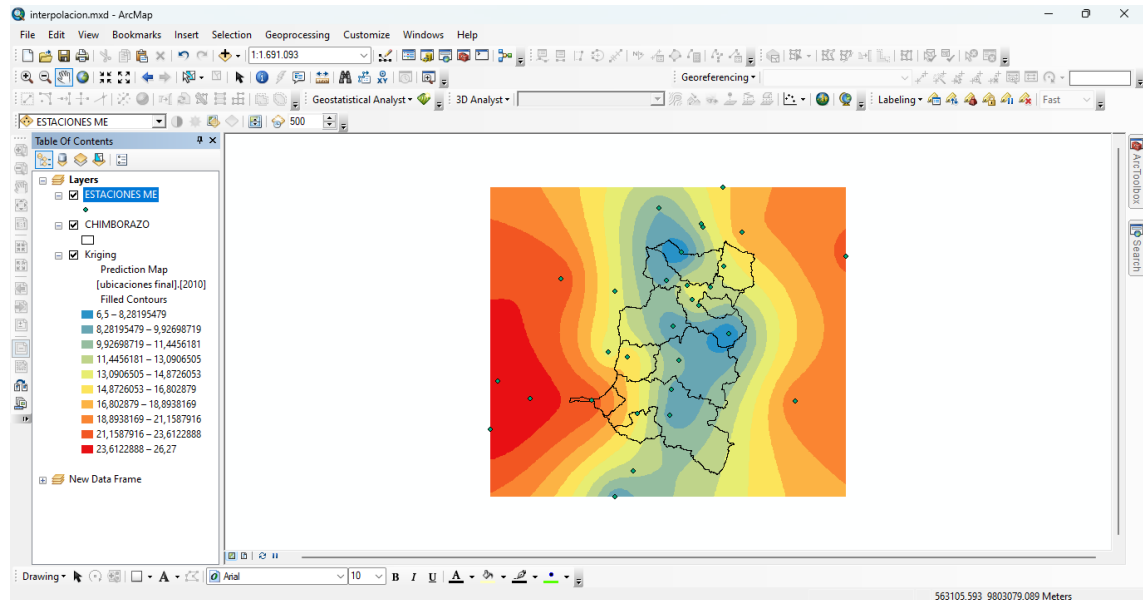 interpolacion.mxd - ArcMap
File Edit View Bookmarks Insert Selection Geoprocessing Customize Windows Help
1:1.691.093
Georeferencing
Geostatistical Analyst 3D Analyst Labeling Fast
ESTACIONES ME 500
Table Of Contents
Layers
ESTACIONES ME
CHIMBORAZO
Kriging
Prediction Map
[ubicaciones final].[2010]
Filled Contours
6,5 – 8,28195479
8,28195479 – 9,92698719
9,92698719 – 11,4456181
11,4456181 – 13,0906505
13,0906505 – 14,8726053
14,8726053 – 16,802879
16,802879 – 18,8938169
18,8938169 – 21,1587916
21,1587916 – 23,6122888
23,6122888 – 26,27
New Data Frame
ArcToolbox
Search
Drawing Arial 10 B I U A
563105,593 9803079,089 Meters